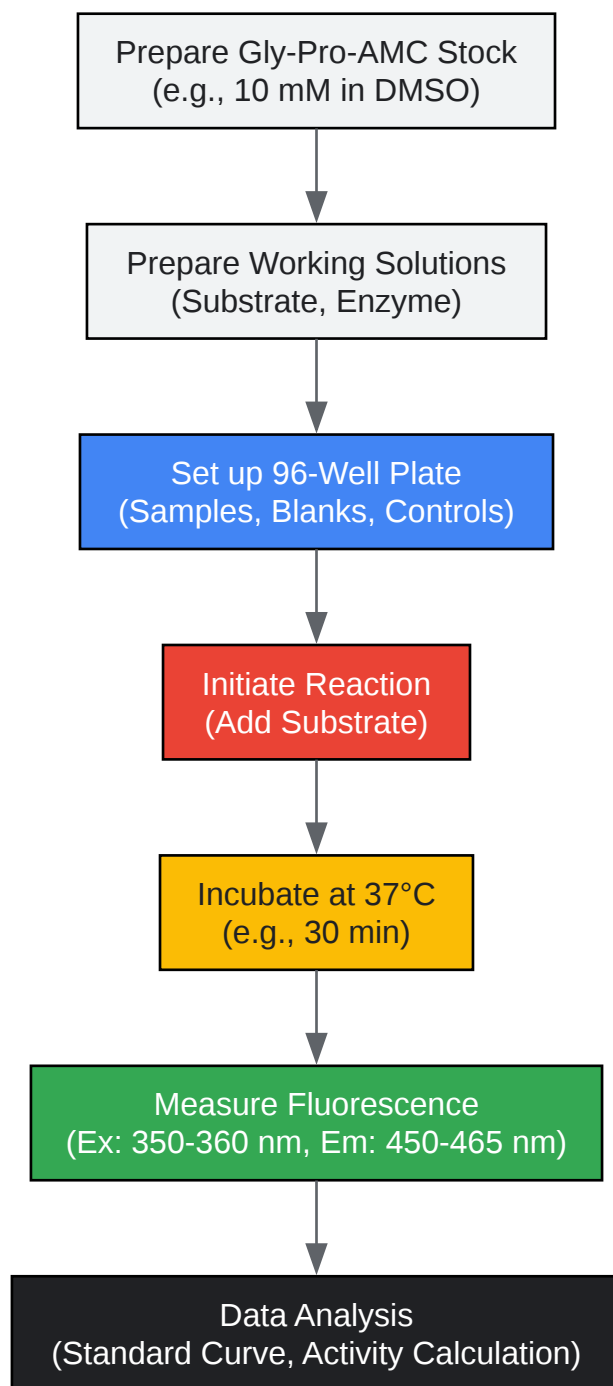 Prepare Gly-Pro-AMC Stock
(e.g., 10 mM in DMSO)
Prepare Working Solutions
(Substrate, Enzyme)
Set up 96-Well Plate
(Samples, Blanks, Controls)
Initiate Reaction
(Add Substrate)
Incubate at 37°C
(e.g., 30 min)
Measure Fluorescence
(Ex: 350-360 nm, Em: 450-465 nm)
Data Analysis
(Standard Curve, Activity Calculation)